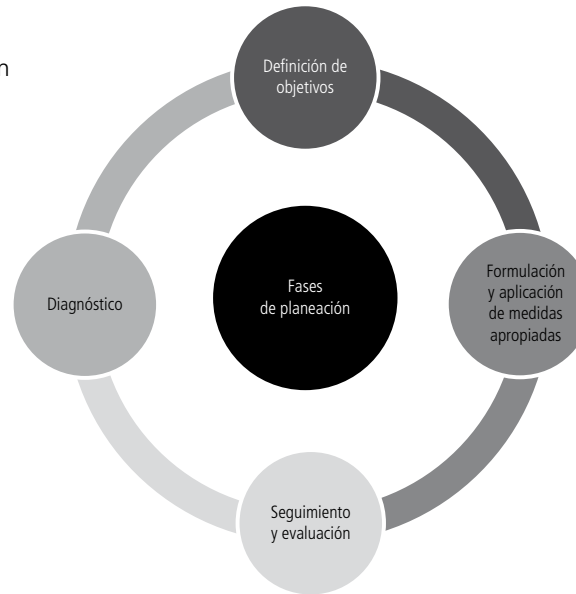 n
Definición de
objetivos
Formulación
y aplicación
de medidas
apropiadas
Fases
de planeación
Diagnóstico
Seguimiento
y evaluación